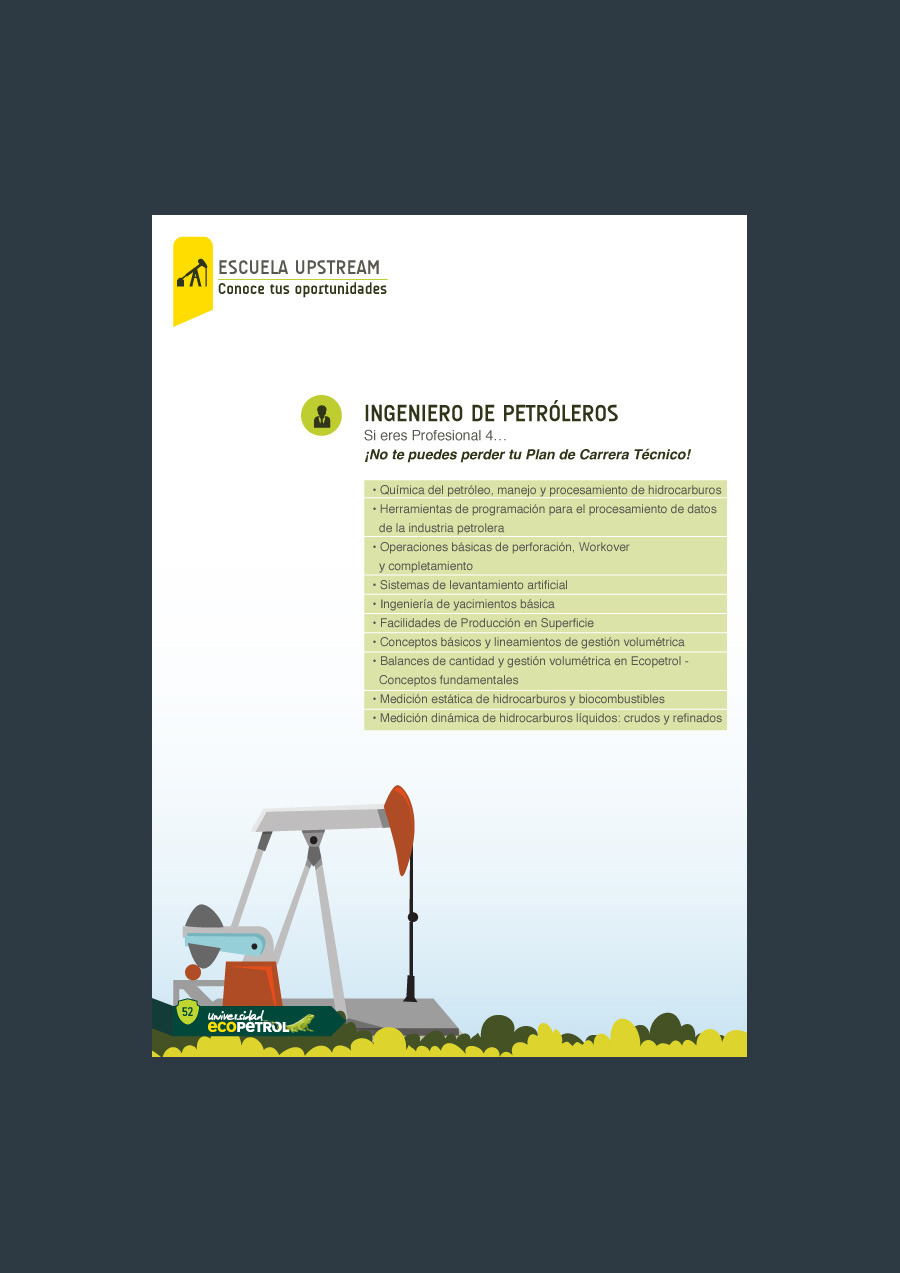 ESCUELA UPSTREAM
Conoce tus oportunidades
INGENIERO DE PETRÓLEROS
Si eres Profesional 4…
¡No te puedes perder tu Plan de Carrera Técnico!
• Química del petróleo, manejo y procesamiento de hidrocarburos
• Herramientas de programación para el procesamiento de datos
de la industria petrolera
• Operaciones básicas de perforación, Workover
y completamiento
• Sistemas de levantamiento artificial
• Ingeniería de yacimientos básica
• Facilidades de Producción en Superficie
• Conceptos básicos y lineamientos de gestión volumétrica
• Balances de cantidad y gestión volumétrica en Ecopetrol -
Conceptos fundamentales
• Medición estática de hidrocarburos y biocombustibles
• Medición dinámica de hidrocarburos líquidos: crudos y refinados
52
universidad
ECOPETROL